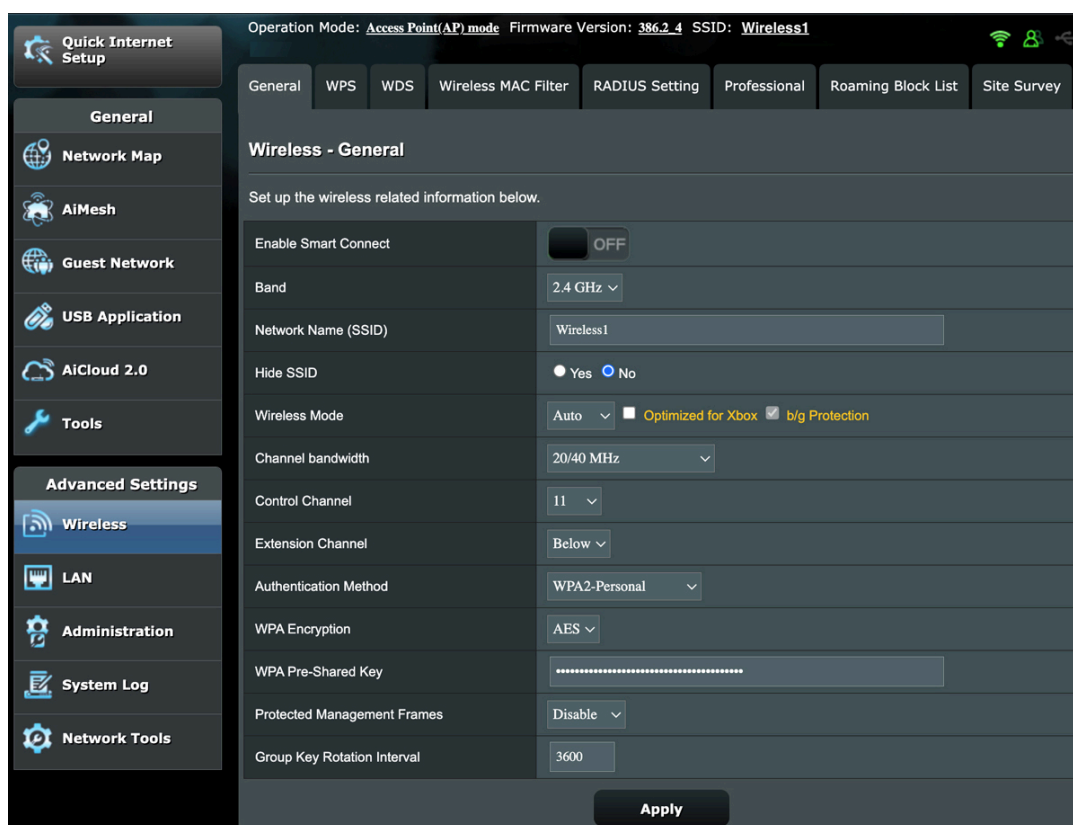 Quick Internet
Setup
Operation Mode: Access Point(AP) mode Firmware Version: 386.2_4 SSID: Wireless1
General WPS WDS Wireless MAC Filter RADIUS Setting Professional Roaming Block List Site Survey
General
Network Map
AiMesh
Guest Network
USB Application
AiCloud 2.0
Tools
Advanced Settings
Wireless
LAN
Administration
System Log
Network Tools
Wireless - General
Set up the wireless related information below.
Enable Smart Connect OFF
Band 2.4 GHz
Network Name (SSID) Wireless1
Hide SSID Yes No
Wireless Mode Auto Optimized for Xbox b/g Protection
Channel bandwidth 20/40 MHz
Control Channel 11
Extension Channel Below
Authentication Method WPA2-Personal
WPA Encryption AES
WPA Pre-Shared Key
Protected Management Frames Disable
Group Key Rotation Interval 3600
Apply